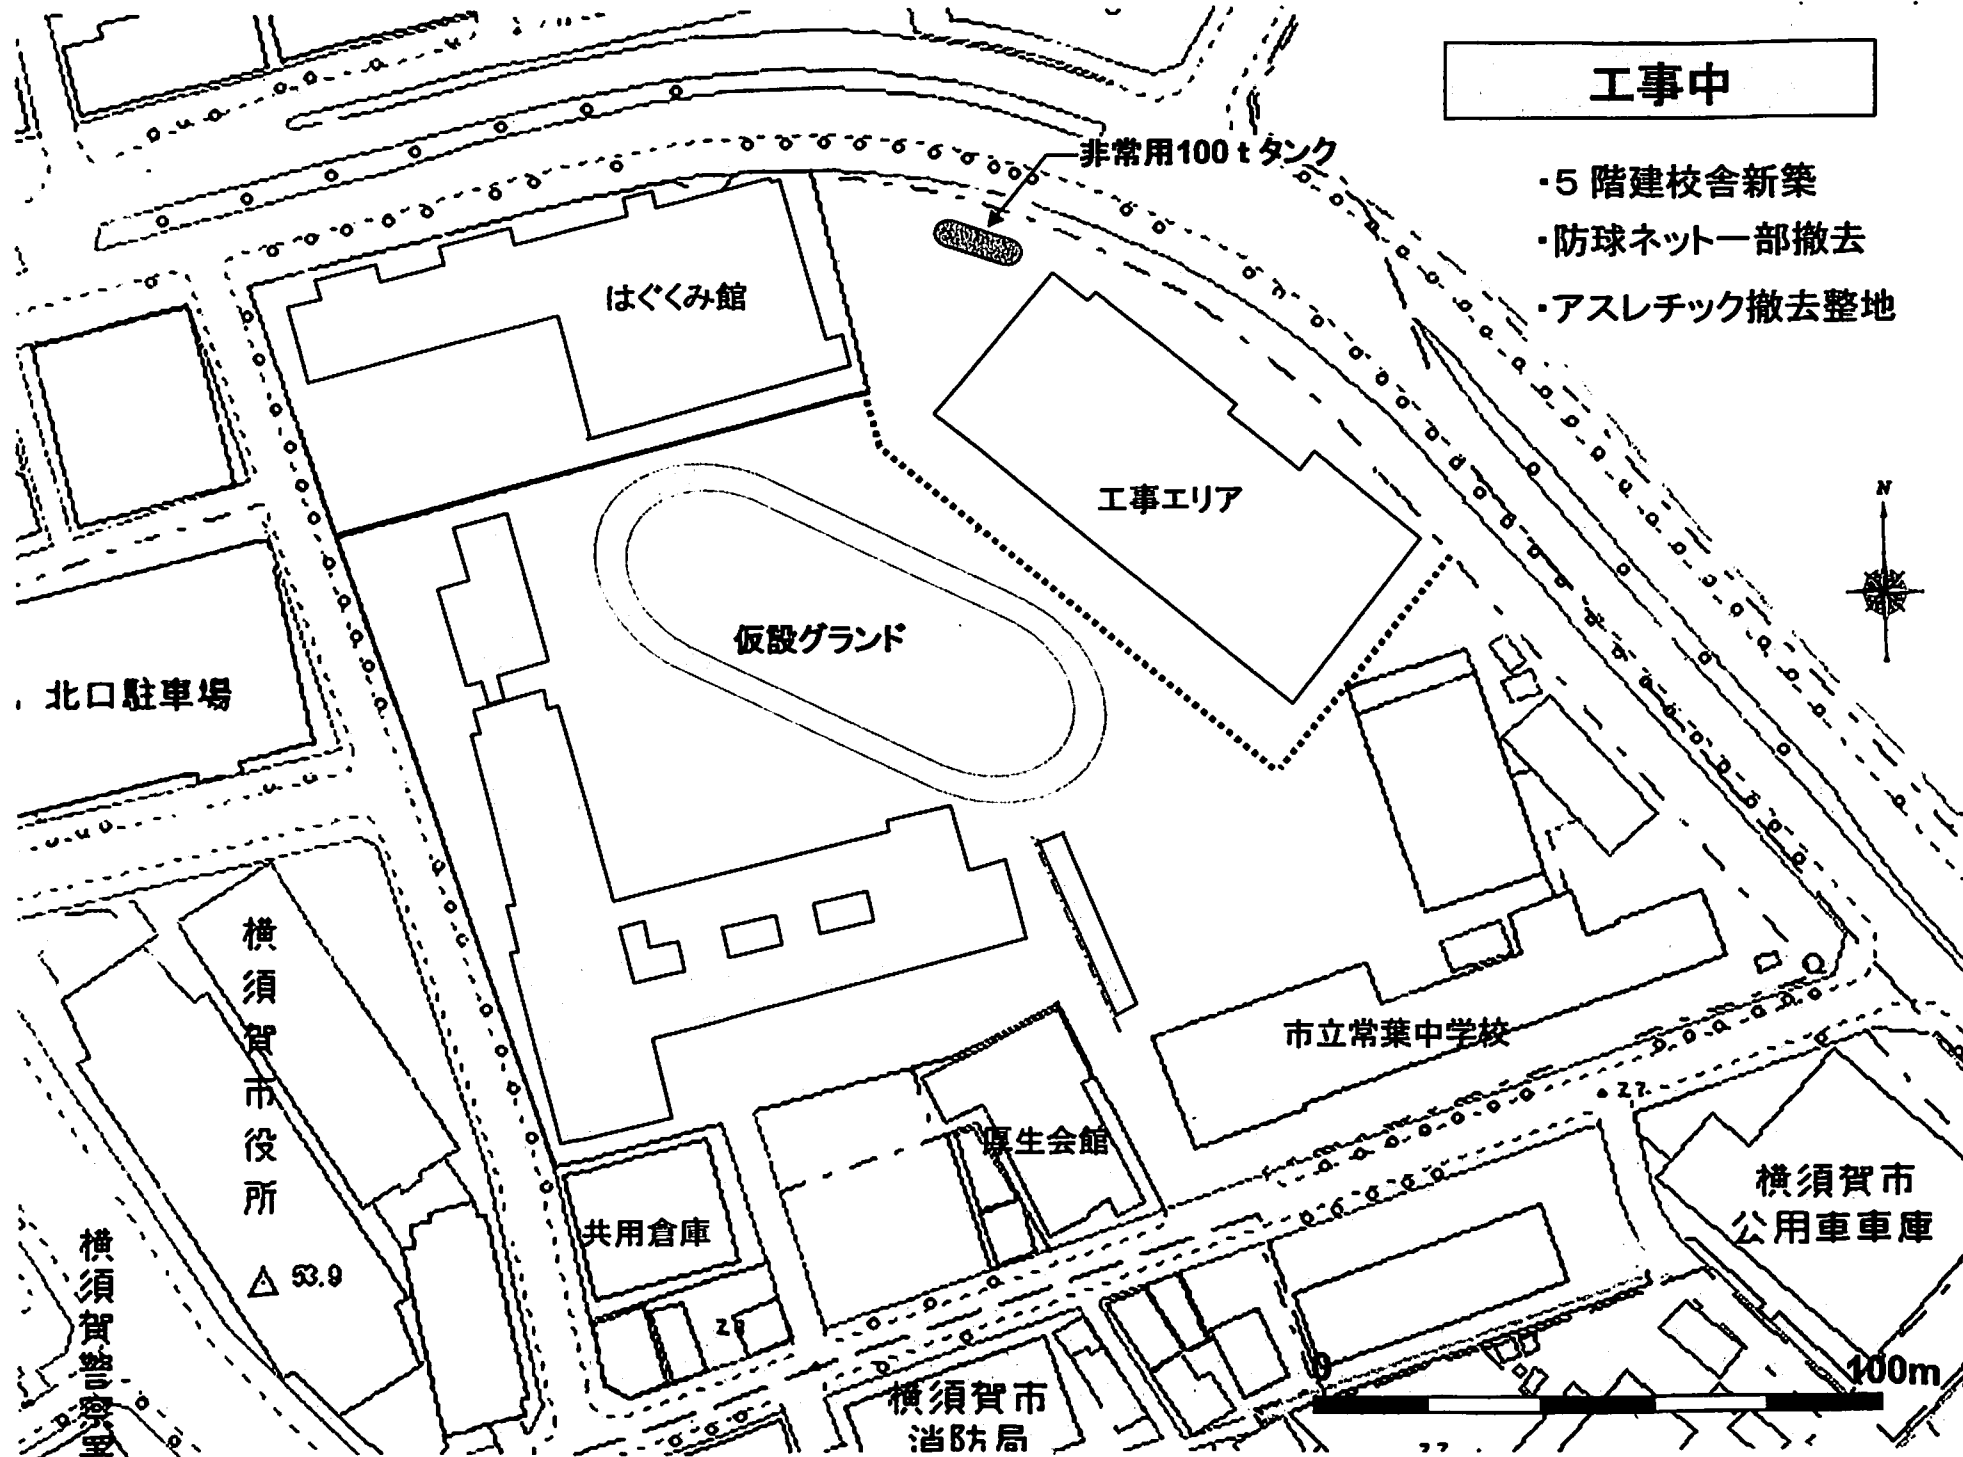 工事中
非常用100tタンク
・5階建校舎新築
・防球ネット一部撤去
・アスレチック撤去整地
はぐくみ館
工事エリア
N
仮設グランド
北口駐車場
横須賀市役所
市立常葉中学校
厚生会館
横須賀市
公用車車庫
共用倉庫
53.9
横須賀警察署
横須賀市
消防局
0
100m